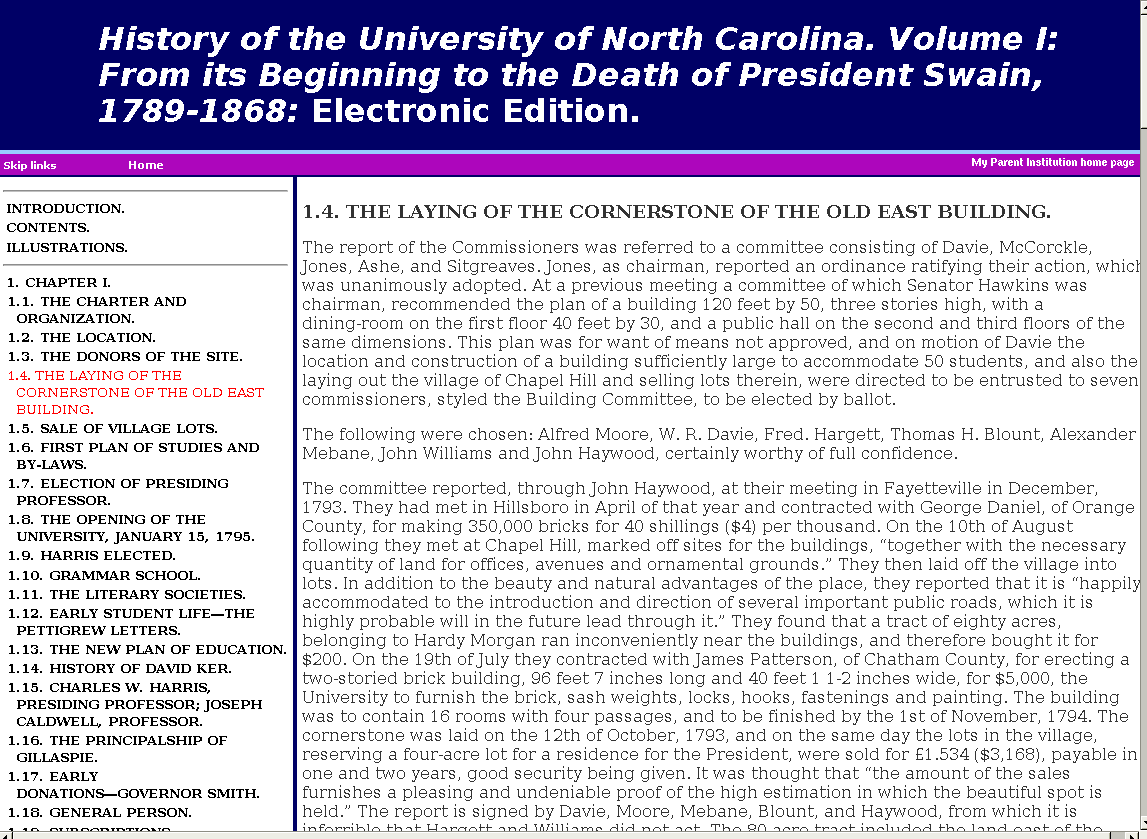 History of the University of North Carolina. Volume I:
From its Beginning to the Death of President Swain,
1789-1868: Electronic Edition.
Skip links
Home
My Parent Institution home page
INTRODUCTION.
CONTENTS.
ILLUSTRATIONS.
1. CHAPTER I.
1.1. THE CHARTER AND
ORGANIZATION.
1.2. THE LOCATION.
1.3. THE DONORS OF THE SITE.
1.4. THE LAYING OF THE
CORNERSTONE OF THE OLD EAST
BUILDING.
1.5. SALE OF VILLAGE LOTS.
1.6. FIRST PLAN OF STUDIES AND
BY-LAWS.
1.7. ELECTION OF PRESIDING
PROFESSOR.
1.8. THE OPENING OF THE
UNIVERSITY, JANUARY 15, 1795.
1.9. HARRIS ELECTED.
1.10. GRAMMAR SCHOOL.
1.11. THE LITERARY SOCIETIES.
1.12. EARLY STUDENT LIFE—THE
PETTIGREW LETTERS.
1.13. THE NEW PLAN OF EDUCATION.
1.14. HISTORY OF DAVID KER.
1.15. CHARLES W. HARRIS,
PRESIDING PROFESSOR; JOSEPH
CALDWELL, PROFESSOR.
1.16. THE PRINCIPALSHIP OF
GILLASPIE.
1.17. EARLY
DONATIONS—GOVERNOR SMITH.
1.18. GENERAL PERSON.
1.19. SUBSCRIPTIONS
1.4. THE LAYING OF THE CORNERSTONE OF THE OLD EAST BUILDING.
The report of the Commissioners was referred to a committee consisting of Davie, McCorckle,
Jones, Ashe, and Sitgreaves. Jones, as chairman, reported an ordinance ratifying their action, which
was unanimously adopted. At a previous meeting a committee of which Senator Hawkins was
chairman, recommended the plan of a building 120 feet by 50, three stories high, with a
dining-room on the first floor 40 feet by 30, and a public hall on the second and third floors of the
same dimensions. This plan was for want of means not approved, and on motion of Davie the
location and construction of a building sufficiently large to accommodate 50 students, and also the
laying out the village of Chapel Hill and selling lots therein, were directed to be entrusted to seven
commissioners, styled the Building Committee, to be elected by ballot.
The following were chosen: Alfred Moore, W. R. Davie, Fred. Hargett, Thomas H. Blount, Alexander
Mebane, John Williams and John Haywood, certainly worthy of full confidence.
The committee reported, through John Haywood, at their meeting in Fayetteville in December,
1793. They had met in Hillsboro in April of that year and contracted with George Daniel, of Orange
County, for making 350,000 bricks for 40 shillings ($4) per thousand. On the 10th of August
following they met at Chapel Hill, marked off sites for the buildings, “together with the necessary
quantity of land for offices, avenues and ornamental grounds.” They then laid off the village into
lots. In addition to the beauty and natural advantages of the place, they reported that it is “happily
accommodated to the introduction and direction of several important public roads, which it is
highly probable will in the future lead through it.” They found that a tract of eighty acres,
belonging to Hardy Morgan ran inconveniently near the buildings, and therefore bought it for
$200. On the 19th of July they contracted with James Patterson, of Chatham County, for erecting a
two-storied brick building, 96 feet 7 inches long and 40 feet 1 1-2 inches wide, for $5,000, the
University to furnish the brick, sash weights, locks, hooks, fastenings and painting. The building
was to contain 16 rooms with four passages, and to be finished by the 1st of November, 1794. The
cornerstone was laid on the 12th of October, 1793, and on the same day the lots in the village,
reserving a four-acre lot for a residence for the President, were sold for £1.534 ($3,168), payable in
one and two years, good security being given. It was thought that “the amount of the sales
furnishes a pleasing and undeniable proof of the high estimation in which the beautiful spot is
held.” The report is signed by Davie, Moore, Mebane, Blount, and Haywood, from which it is
inferrible that Hargett and Williams did not act. The 80 acre tract included the land east of the